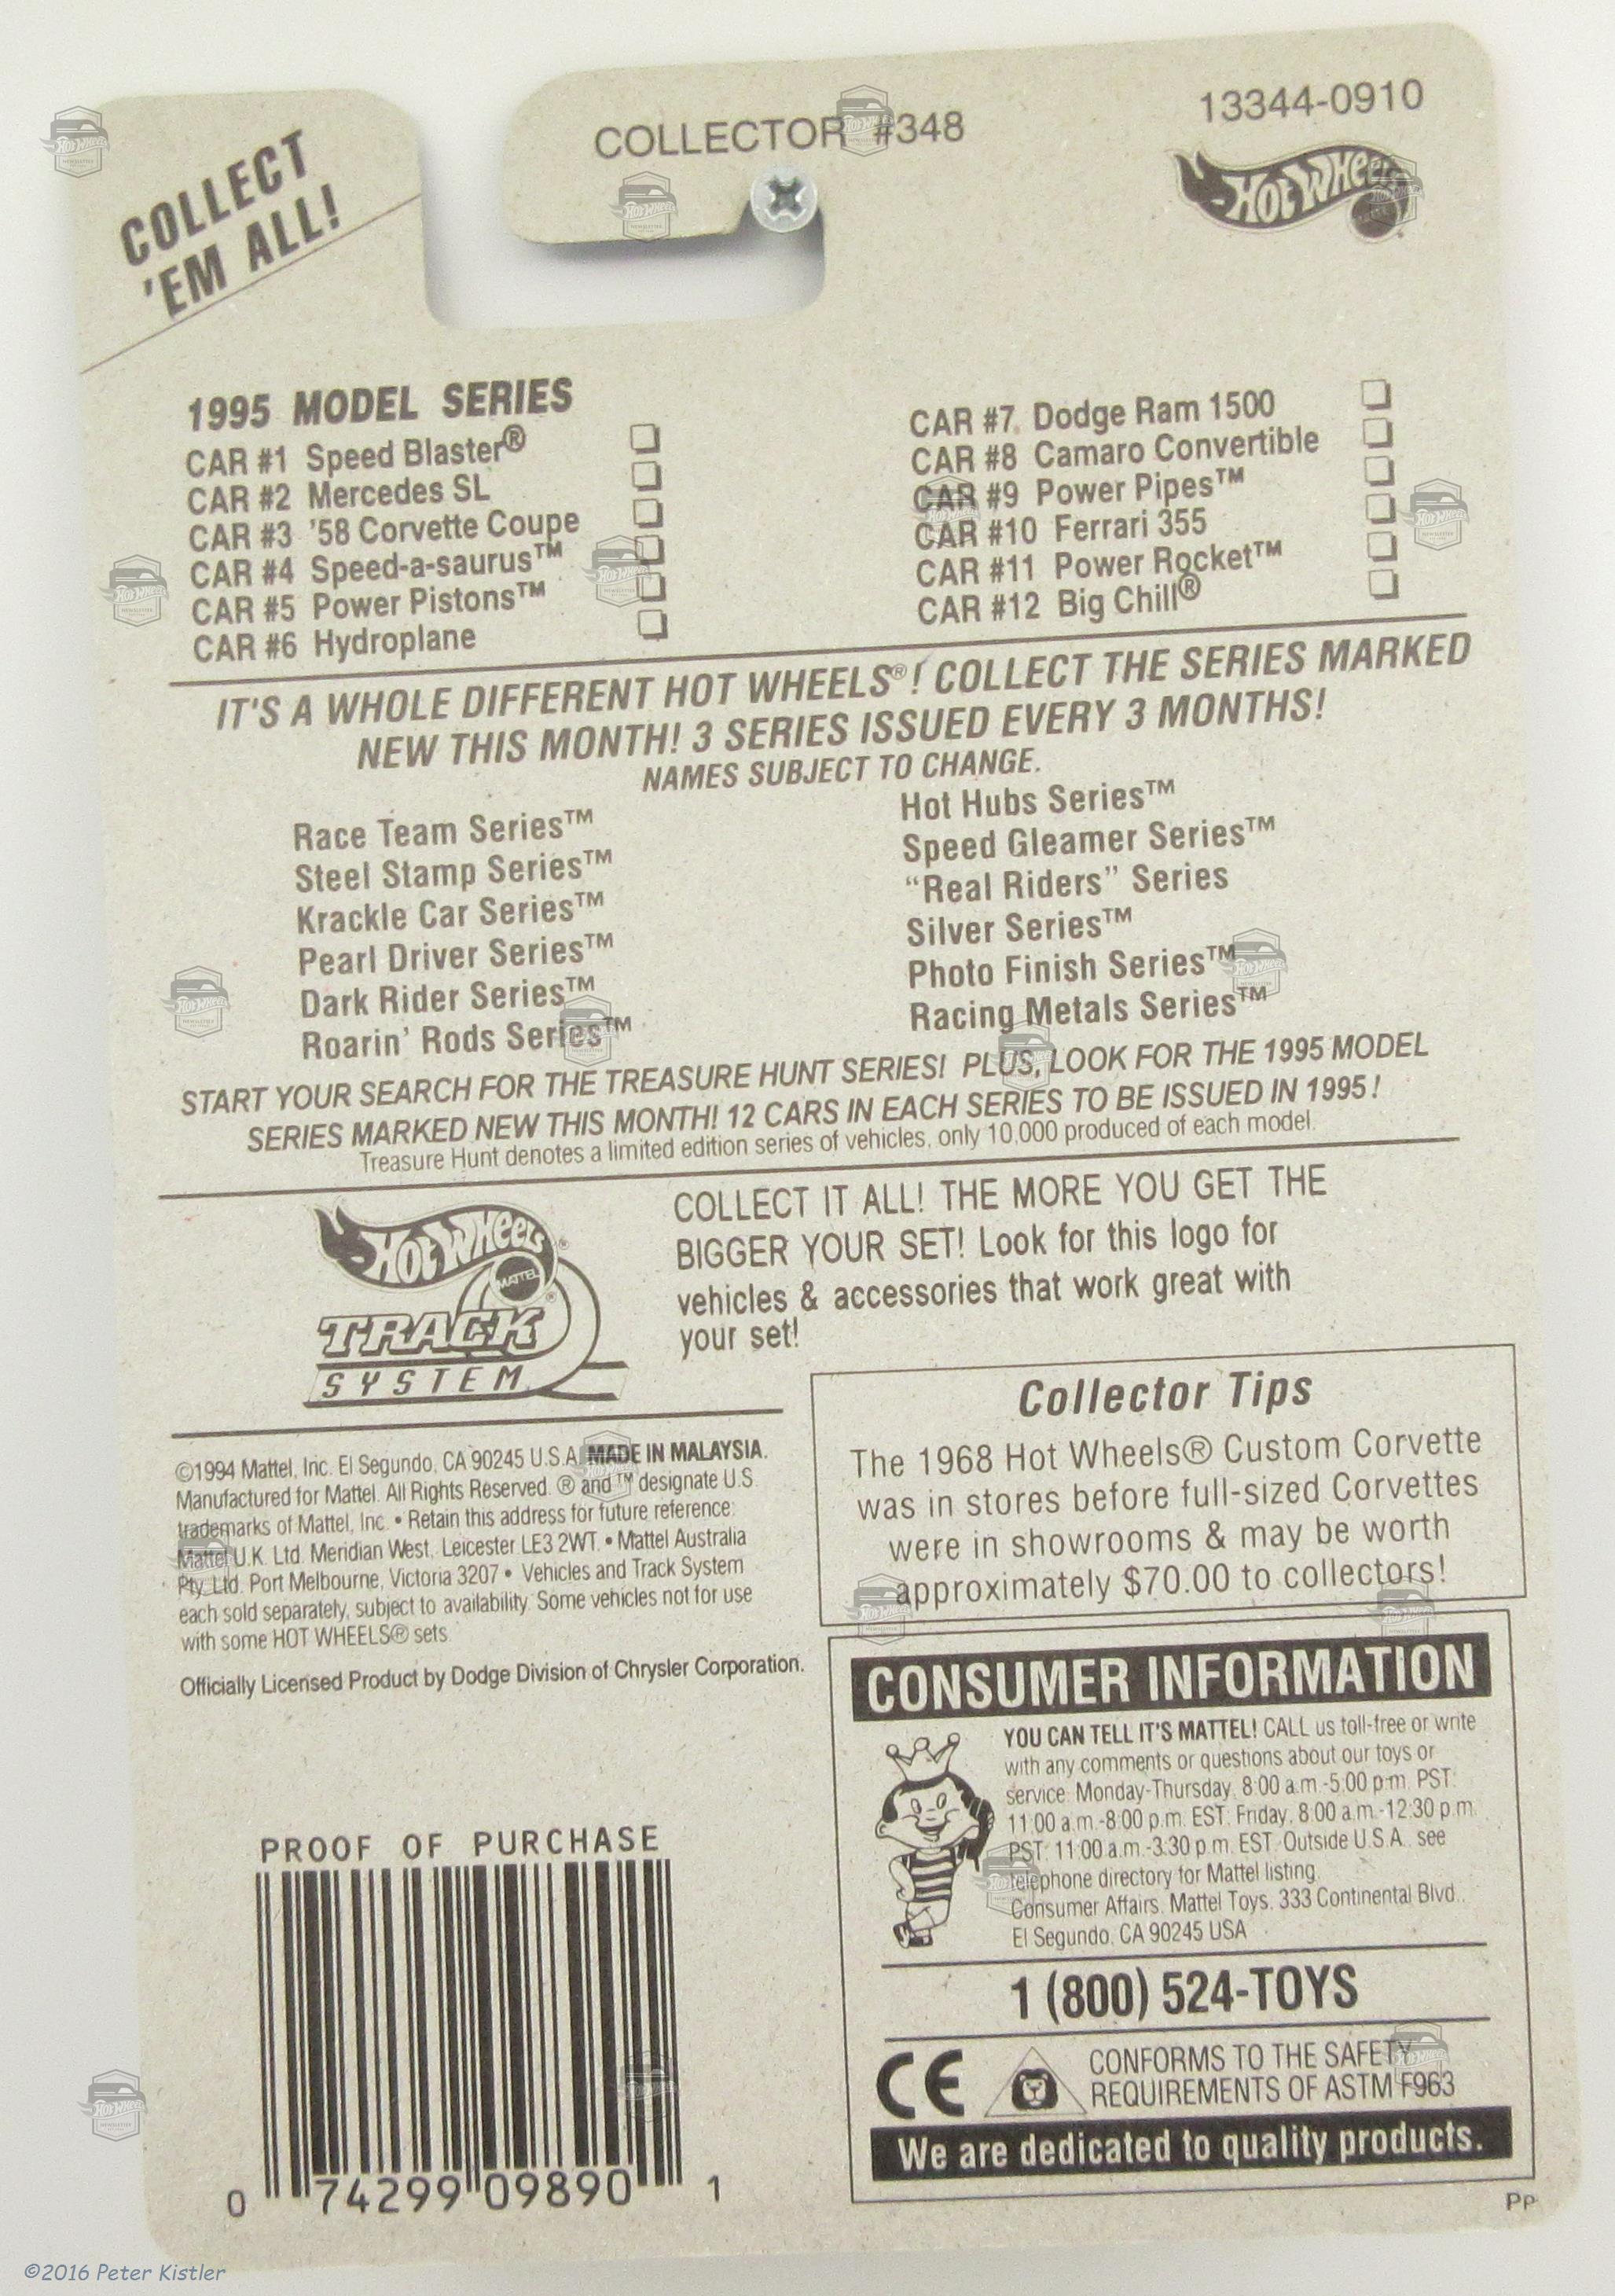 COLLECT
'EM ALL!
COLLECTOR #348
13344-0910
HOT WHEELS
1995 MODEL SERIES
CAR #1 Speed Blaster®
CAR #2 Mercedes SL
CAR #3 '58 Corvette Coupe
CAR #4 Speed-a-saurus™
CAR #5 Power Pistons™
CAR #6 Hydroplane
CAR #7 Dodge Ram 1500
CAR #8 Camaro Convertible
CAR #9 Power Pipes™
CAR #10 Ferrari 355
CAR #11 Power Rocket™
CAR #12 Big Chill®
IT'S A WHOLE DIFFERENT HOT WHEELS®! COLLECT THE SERIES MARKED
NEW THIS MONTH! 3 SERIES ISSUED EVERY 3 MONTHS!
NAMES SUBJECT TO CHANGE.
Race Team Series™
Steel Stamp Series™
Krackle Car Series™
Pearl Driver Series™
Dark Rider Series™
Roarin' Rods Series™
Hot Hubs Series™
Speed Gleamer Series™
“Real Riders” Series
Silver Series™
Photo Finish Series™
Racing Metals Series™
START YOUR SEARCH FOR THE TREASURE HUNT SERIES! PLUS, LOOK FOR THE 1995 MODEL
SERIES MARKED NEW THIS MONTH! 12 CARS IN EACH SERIES TO BE ISSUED IN 1995!
Treasure Hunt denotes a limited edition series of vehicles, only 10,000 produced of each model.
HOT WHEELS®
MATTEL®
TRACK
SYSTEM
COLLECT IT ALL! THE MORE YOU GET THE
BIGGER YOUR SET! Look for this logo for
vehicles & accessories that work great with
your set!
©1994 Mattel, Inc. El Segundo, CA 90245 U.S.A. MADE IN MALAYSIA.
Manufactured for Mattel. All Rights Reserved. ® and ™ designate U.S.
trademarks of Mattel, Inc. • Retain this address for future reference:
Mattel U.K. Ltd. Meridian West, Leicester LE3 2WT. • Mattel Australia
Pty. Ltd. Port Melbourne, Victoria 3207 • Vehicles and Track System
each sold separately, subject to availability. Some vehicles not for use
with some HOT WHEELS® sets.
Officially Licensed Product by Dodge Division of Chrysler Corporation.
Collector Tips
The 1968 Hot Wheels® Custom Corvette
was in stores before full-sized Corvettes
were in showrooms & may be worth
approximately $70.00 to collectors!
CONSUMER INFORMATION
YOU CAN TELL IT'S MATTEL! CALL us toll-free or write
with any comments or questions about our toys or
service: Monday-Thursday, 8:00 a.m.-5:00 p.m. PST:
11:00 a.m.-8:00 p.m. EST. Friday, 8:00 a.m.-12:30 p.m.
PST: 11:00 a.m.-3:30 p.m. EST. Outside U.S.A., see
telephone directory for Mattel listing.
Consumer Affairs, Mattel Toys, 333 Continental Blvd.,
El Segundo, CA 90245 USA
1 (800) 524-TOYS
CE
CONFORMS TO THE SAFETY
REQUIREMENTS OF ASTM F963
We are dedicated to quality products.
PROOF OF PURCHASE
0 74299 09890 1
PP
©2016 Peter Kistler